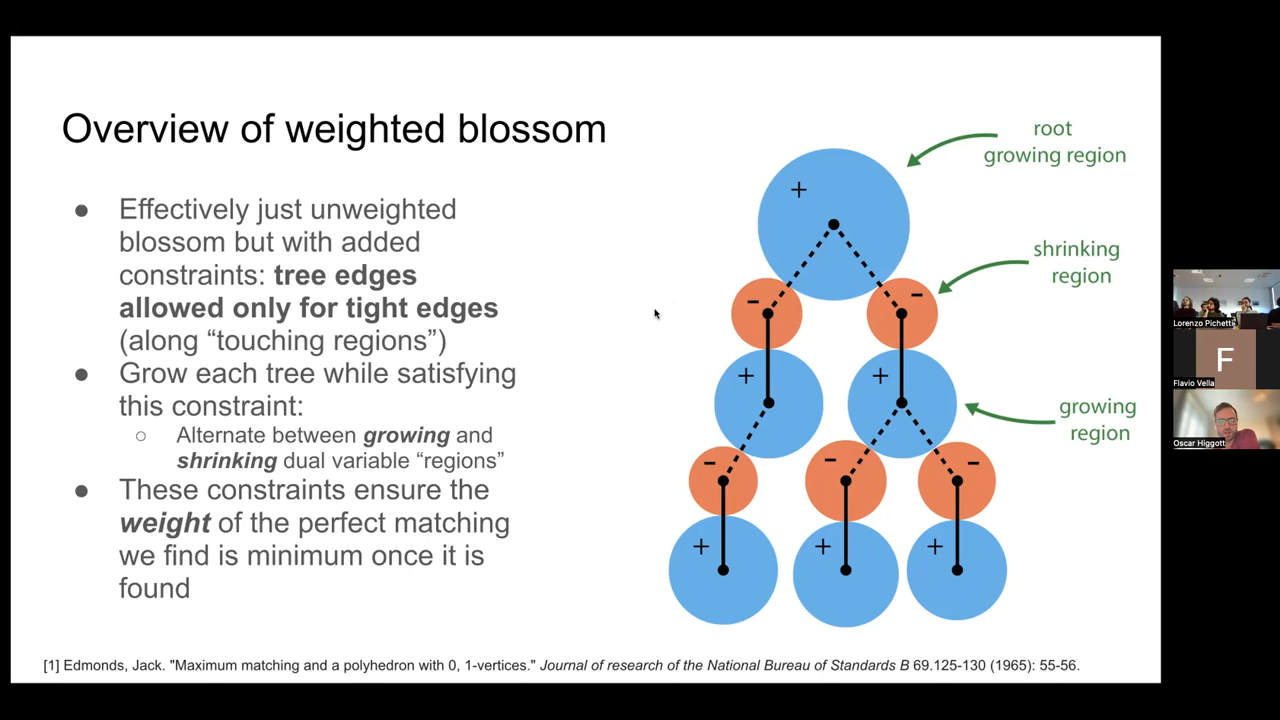 Overview of weighted blossom
● Effectively just unweighted
blossom but with added
constraints: tree edges
allowed only for tight edges
(along “touching regions”)
● Grow each tree while satisfying
this constraint:
○ Alternate between growing and
shrinking dual variable “regions”
● These constraints ensure the
weight of the perfect matching
we find is minimum once it is
found
root
growing region
shrinking
region
growing
region
+
-
-
+
+
-
-
-
+
+
+
[1] Edmonds, Jack. "Maximum matching and a polyhedron with 0, 1-vertices." Journal of research of the National Bureau of Standards B 69.125-130 (1965): 55-56.
Lorenzo Pichetti
F
Flavio Vella
Oscar Higgott